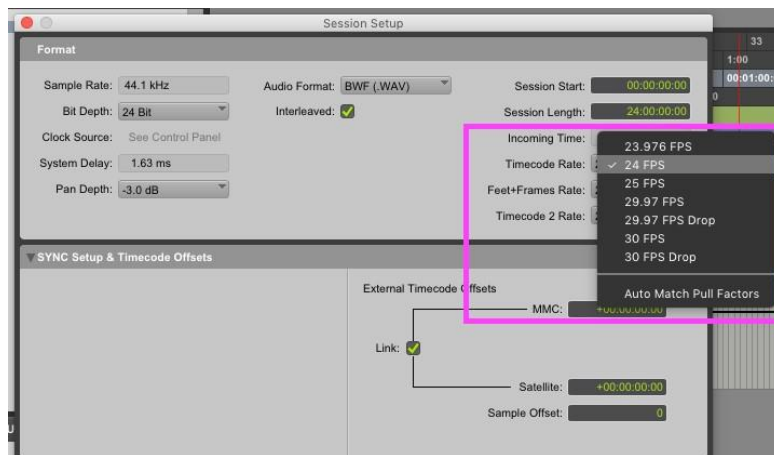 Session Setup
33
Format
1:00
Sample Rate: 44.1 kHz
Audio Format: BWF (.WAV)
Session Start: 00:00:00:00
00:01:00:
0
Bit Depth: 24 Bit
Interleaved:
Session Length: 24:00:00:00
Clock Source: See Control Panel
Incoming Time:
23.976 FPS
System Delay: 1.63 ms
Timecode Rate:
24 FPS
Pan Depth: -3.0 dB
Feet+Frames Rate:
25 FPS
29.97 FPS
Timecode 2 Rate:
29.97 FPS Drop
30 FPS
SYNC Setup & Timecode Offsets
30 FPS Drop
External Timecode Offsets
Auto Match Pull Factors
MMC: +00:00:00:00
Link:
Satellite: +00:00:00:00
Sample Offset: 0
U